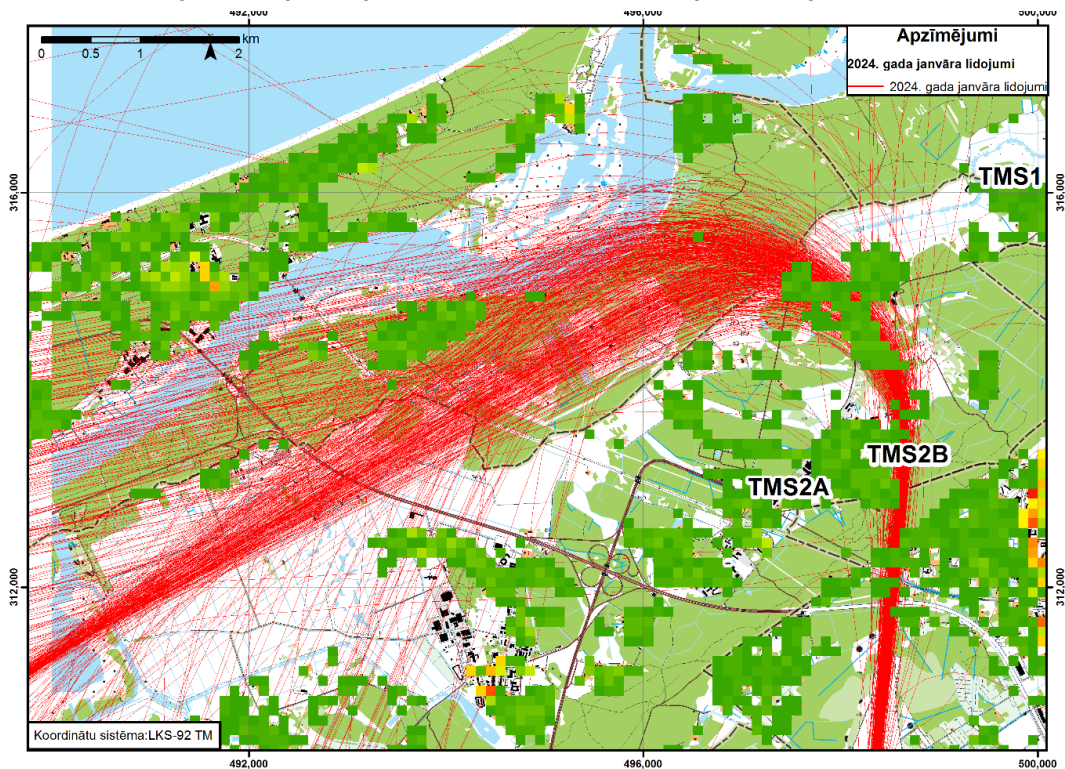 492,000
496,000
500,000
0
0.5
1
2
km
Apzīmējumi
2024. gada janvāra lidojumi
2024. gada janvāra lidojumi
316,000
316,000
TMS1
TMS2B
TMS2A
312,000
312,000
Koordinātu sistēma:LKS-92 TM
492,000
496,000
500,000